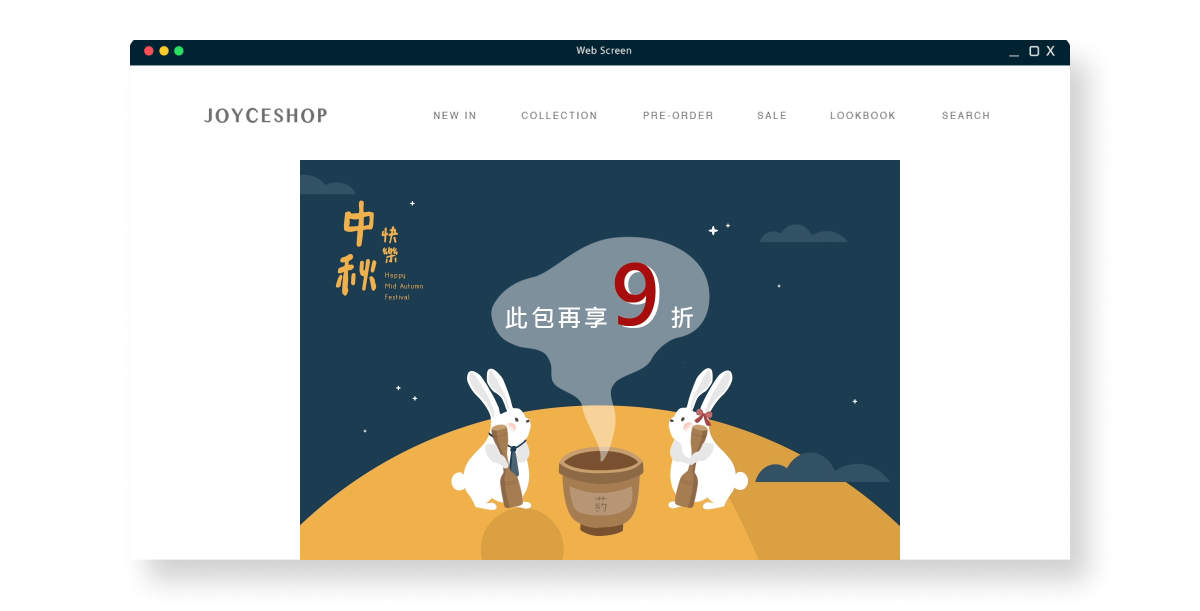 Web Screen
JOYCESHOP
NEW IN
COLLECTION
PRE-ORDER
SALE
LOOKBOOK
SEARCH
中秋
快樂
Happy
Mid Autumn
Festival
此包再享9折
药